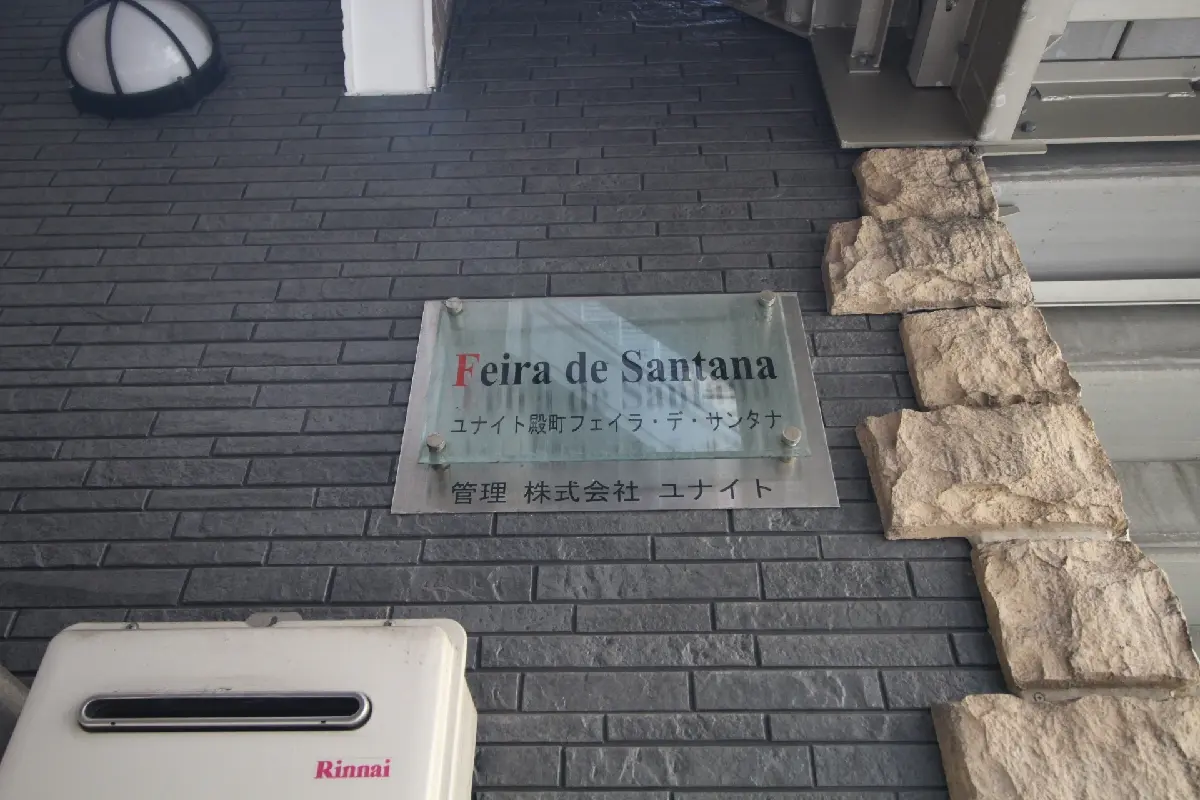 Feira de Santana
ユナイト殿町フェイラ・デ・サンタナ
管理 株式会社 ユナイト
Rinnai